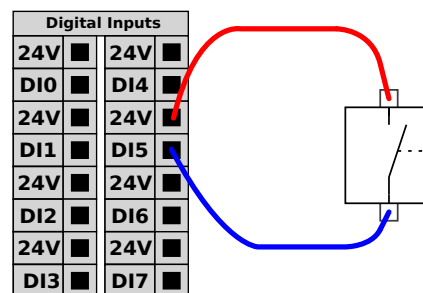 Digital Inputs
24V 24V
DI0 DI4
24V 24V
DI1 DI5
24V 24V
DI2 DI6
24V 24V
DI3 DI7